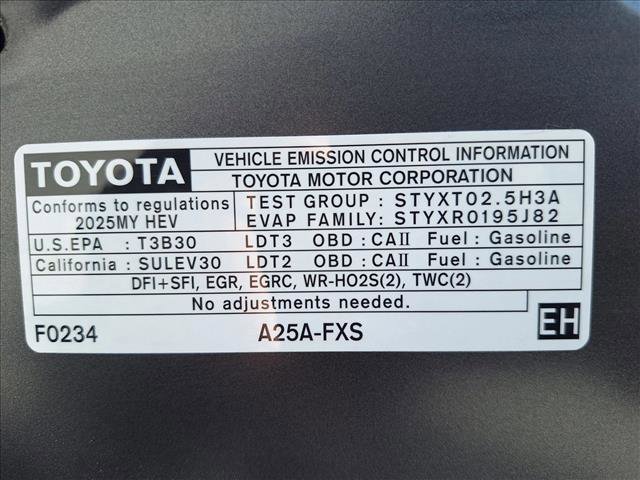 TOYOTA
VEHICLE EMISSION CONTROL INFORMATION
TOYOTA MOTOR CORPORATION
Conforms to regulations
2025MY HEV
TEST GROUP : STYXT02.5H3A
EVAP FAMILY: STYXR0195J82
U.S.EPA : T3B30 LDT3 OBD : CAII Fuel : Gasoline
California : SULEV30 LDT2 OBD : CAII Fuel : Gasoline
DFI+SFI, EGR, EGRC, WR-HO2S(2), TWC(2)
No adjustments needed.
F0234 A25A-FXS EH